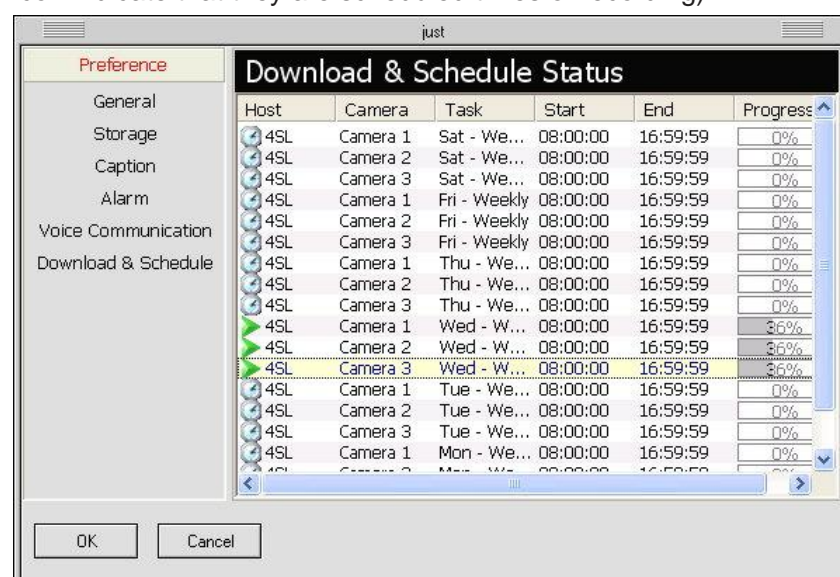 just
Preference
General
Storage
Caption
Alarm
Voice Communication
Download & Schedule
Download & Schedule Status
Host Camera Task Start End Progress
4SL Camera 1 Sat - We... 08:00:00 16:59:59 0%
4SL Camera 2 Sat - We... 08:00:00 16:59:59 0%
4SL Camera 3 Sat - We... 08:00:00 16:59:59 0%
4SL Camera 1 Fri - Weekly 08:00:00 16:59:59 0%
4SL Camera 2 Fri - Weekly 08:00:00 16:59:59 0%
4SL Camera 3 Fri - Weekly 08:00:00 16:59:59 0%
4SL Camera 1 Thu - We... 08:00:00 16:59:59 0%
4SL Camera 2 Thu - We... 08:00:00 16:59:59 0%
4SL Camera 3 Thu - We... 08:00:00 16:59:59 0%
4SL Camera 1 Wed - W... 08:00:00 16:59:59 36%
4SL Camera 2 Wed - W... 08:00:00 16:59:59 36%
4SL Camera 3 Wed - W... 08:00:00 16:59:59 36%
4SL Camera 1 Tue - We... 08:00:00 16:59:59 0%
4SL Camera 2 Tue - We... 08:00:00 16:59:59 0%
4SL Camera 3 Tue - We... 08:00:00 16:59:59 0%
4SL Camera 1 Mon - We... 08:00:00 16:59:59 0%
OK Cancel